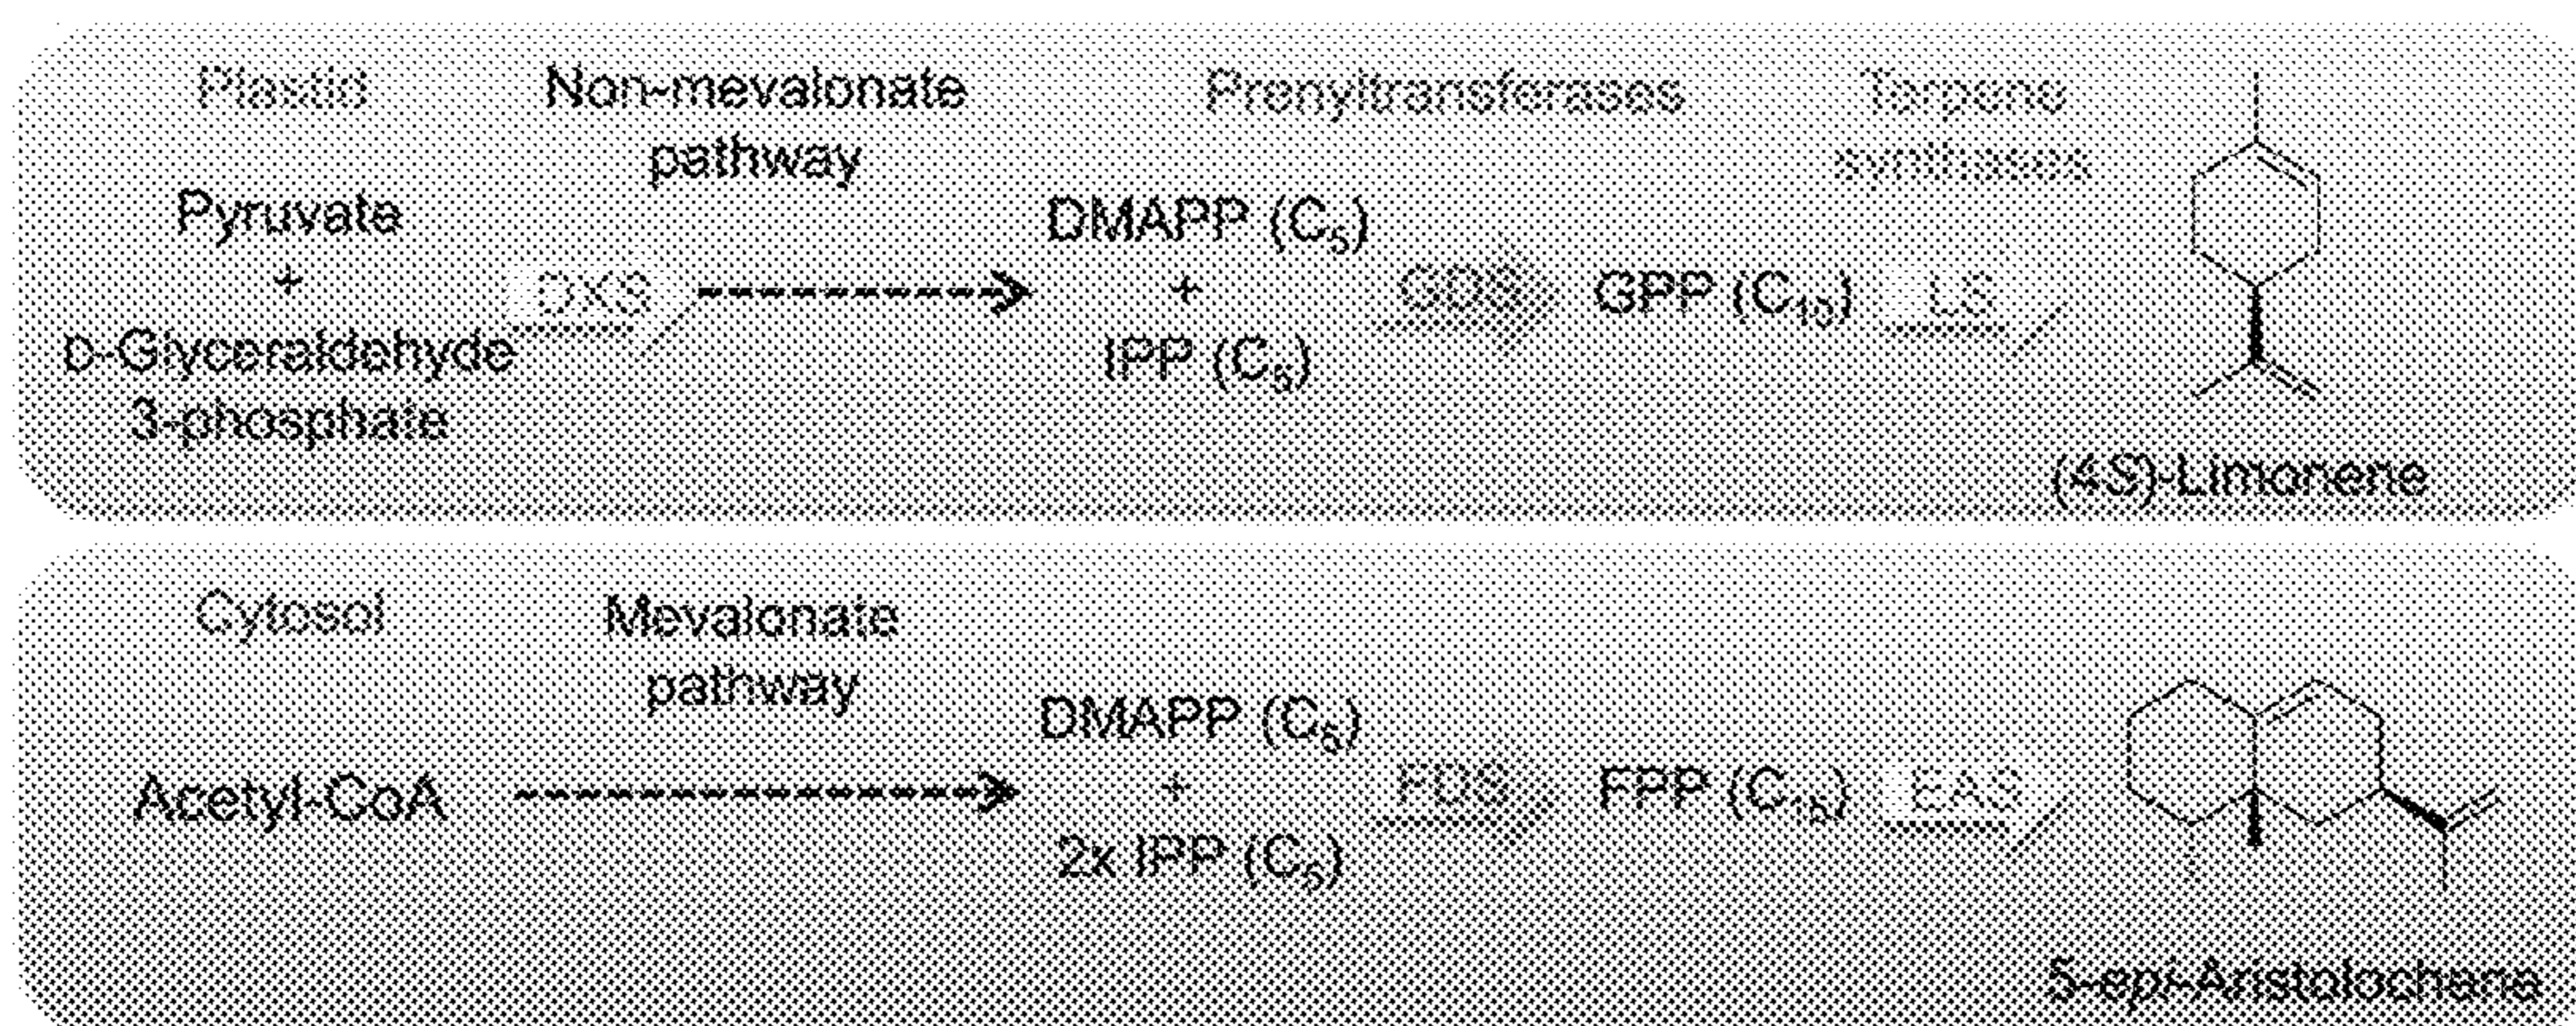 Plastid
Non-mevalonate
pathway
Prenyltransferases
Terpene
synthases
Pyruvate
+
D-Glyceraldehyde
3-phosphate
DXS
DMAPP (C₅)
+
IPP (C₅)
GDS
GPP (C₁₀)
LS
(4S)-Limonene
Cytosol
Mevalonate
pathway
Acetyl-CoA
DMAPP (C₅)
+
2x IPP (C₅)
FDS
FPP (C₁₅)
EAS
5-epi-Aristolochene